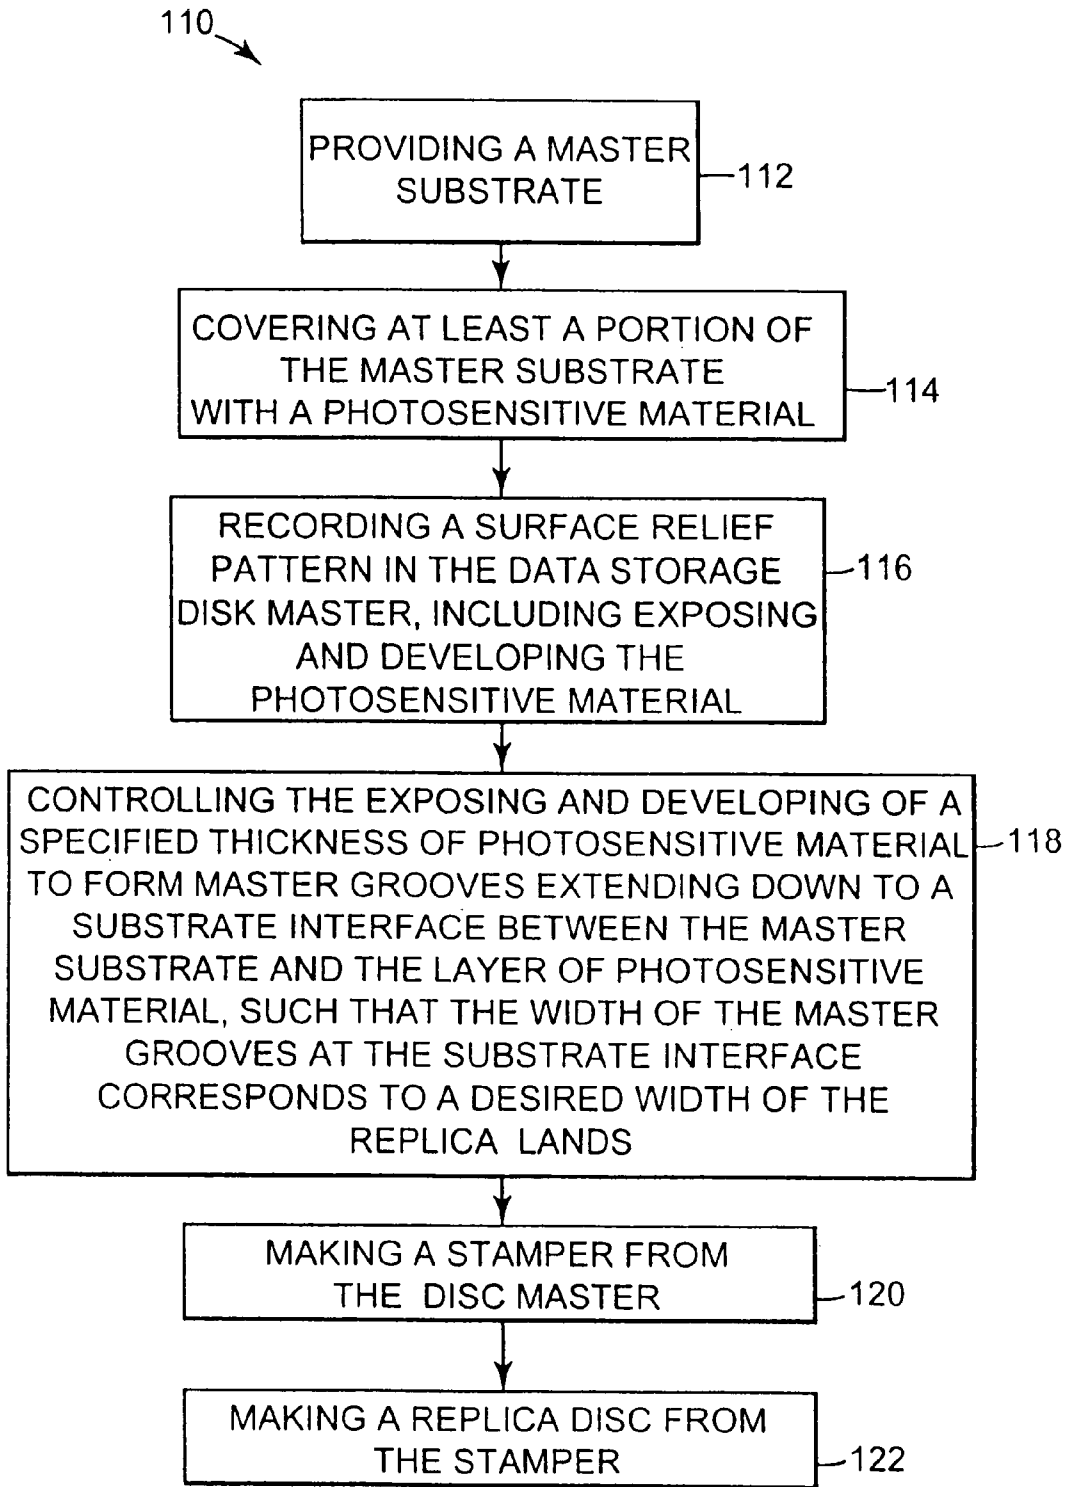 110
PROVIDING A MASTER
SUBSTRATE
112
COVERING AT LEAST A PORTION OF
THE MASTER SUBSTRATE
WITH A PHOTOSENSITIVE MATERIAL
114
RECORDING A SURFACE RELIEF
PATTERN IN THE DATA STORAGE
DISK MASTER, INCLUDING EXPOSING
AND DEVELOPING THE
PHOTOSENSITIVE MATERIAL
116
CONTROLLING THE EXPOSING AND DEVELOPING OF A
SPECIFIED THICKNESS OF PHOTOSENSITIVE MATERIAL
TO FORM MASTER GROOVES EXTENDING DOWN TO A
SUBSTRATE INTERFACE BETWEEN THE MASTER
SUBSTRATE AND THE LAYER OF PHOTOSENSITIVE
MATERIAL, SUCH THAT THE WIDTH OF THE MASTER
GROOVES AT THE SUBSTRATE INTERFACE
CORRESPONDS TO A DESIRED WIDTH OF THE
REPLICA LANDS
118
MAKING A STAMPER FROM
THE DISC MASTER
120
MAKING A REPLICA DISC FROM
THE STAMPER
122